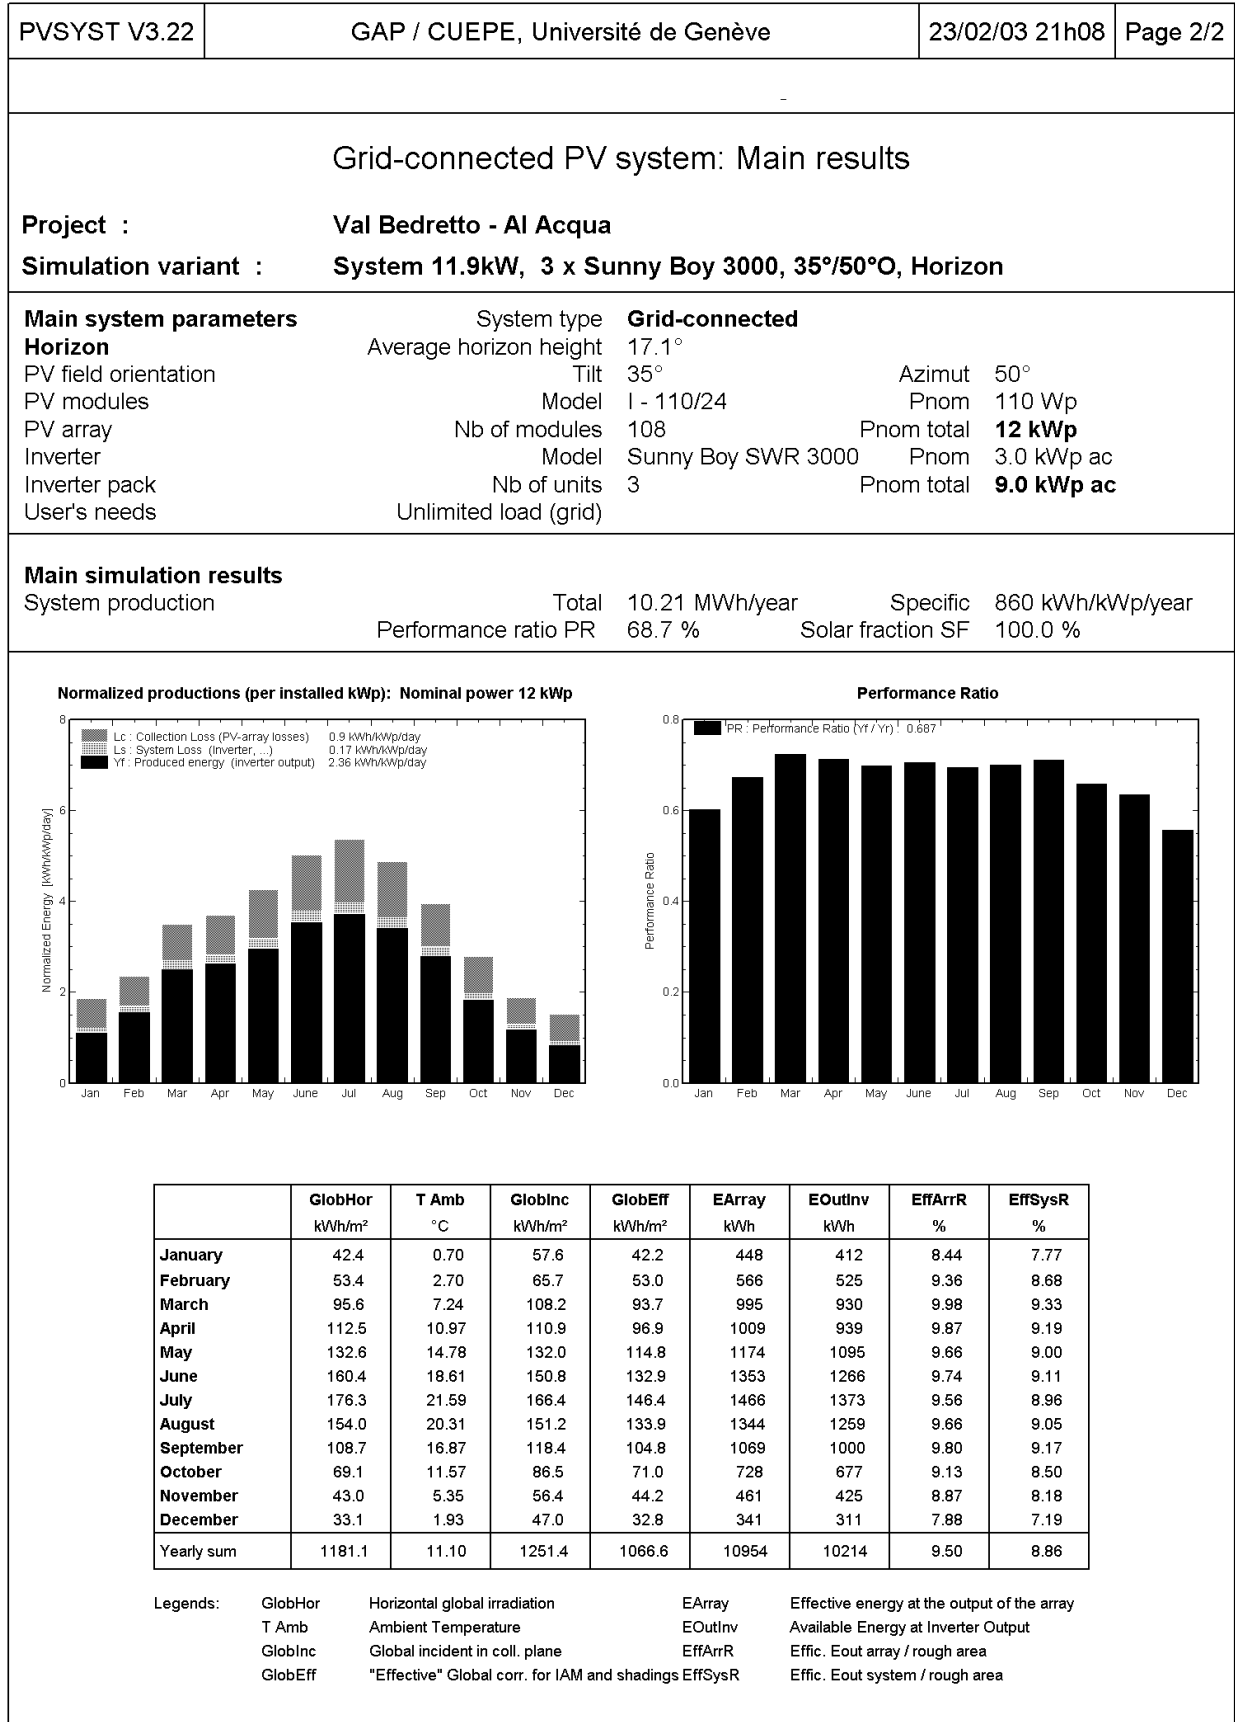 PVSYST V3.22 GAP / CUEPE, Université de Genève 23/02/03 21h08 Page 2/2
-
Grid-connected PV system: Main results
Project : Val Bedretto - Al Acqua
Simulation variant : System 11.9kW, 3 x Sunny Boy 3000, 35°/50°O, Horizon
Main system parameters System type Grid-connected
Horizon Average horizon height 17.1°
PV field orientation Tilt 35° Azimut 50°
PV modules Model I - 110/24 Pnom 110 Wp
PV array Nb of modules 108 Pnom total 12 kWp
Inverter Model Sunny Boy SWR 3000 Pnom 3.0 kWp ac
Inverter pack Nb of units 3 Pnom total 9.0 kWp ac
User's needs Unlimited load (grid)
Main simulation results
System production Total 10.21 MWh/year Specific 860 kWh/kWp/year
Performance ratio PR 68.7 % Solar fraction SF 100.0 %
Normalized productions (per installed kWp): Nominal power 12 kWp
8
Lc : Collection Loss (PV-array losses) 0.9 kWh/kWp/day
Ls : System Loss (Inverter, ...) 0.17 kWh/kWp/day
Yf : Produced energy (inverter output) 2.36 kWh/kWp/day
6
4
2
0
Normalized Energy [kWh/kWp/day]
Jan Feb Mar Apr May June Jul Aug Sep Oct Nov Dec
Performance Ratio
0.8
PR : Performance Ratio (Yf / Yr) : 0.687
0.6
0.4
0.2
0.0
Performance Ratio
Jan Feb Mar Apr May June Jul Aug Sep Oct Nov Dec
GlobHor T Amb GlobInc GlobEff EArray EOutInv EffArrR EffSysR
kWh/m² °C kWh/m² kWh/m² kWh kWh % %
January 42.4 0.70 57.6 42.2 448 412 8.44 7.77
February 53.4 2.70 65.7 53.0 566 525 9.36 8.68
March 95.6 7.24 108.2 93.7 995 930 9.98 9.33
April 112.5 10.97 110.9 96.9 1009 939 9.87 9.19
May 132.6 14.78 132.0 114.8 1174 1095 9.66 9.00
June 160.4 18.61 150.8 132.9 1353 1266 9.74 9.11
July 176.3 21.59 166.4 146.4 1466 1373 9.56 8.96
August 154.0 20.31 151.2 133.9 1344 1259 9.66 9.05
September 108.7 16.87 118.4 104.8 1069 1000 9.80 9.17
October 69.1 11.57 86.5 71.0 728 677 9.13 8.50
November 43.0 5.35 56.4 44.2 461 425 8.87 8.18
December 33.1 1.93 47.0 32.8 341 311 7.88 7.19
Yearly sum 1181.1 11.10 1251.4 1066.6 10954 10214 9.50 8.86
Legends: GlobHor Horizontal global irradiation EArray Effective energy at the output of the array
T Amb Ambient Temperature EOutInv Available Energy at Inverter Output
GlobInc Global incident in coll. plane EffArrR Effic. Eout array / rough area
GlobEff "Effective" Global corr. for IAM and shadings EffSysR Effic. Eout system / rough area